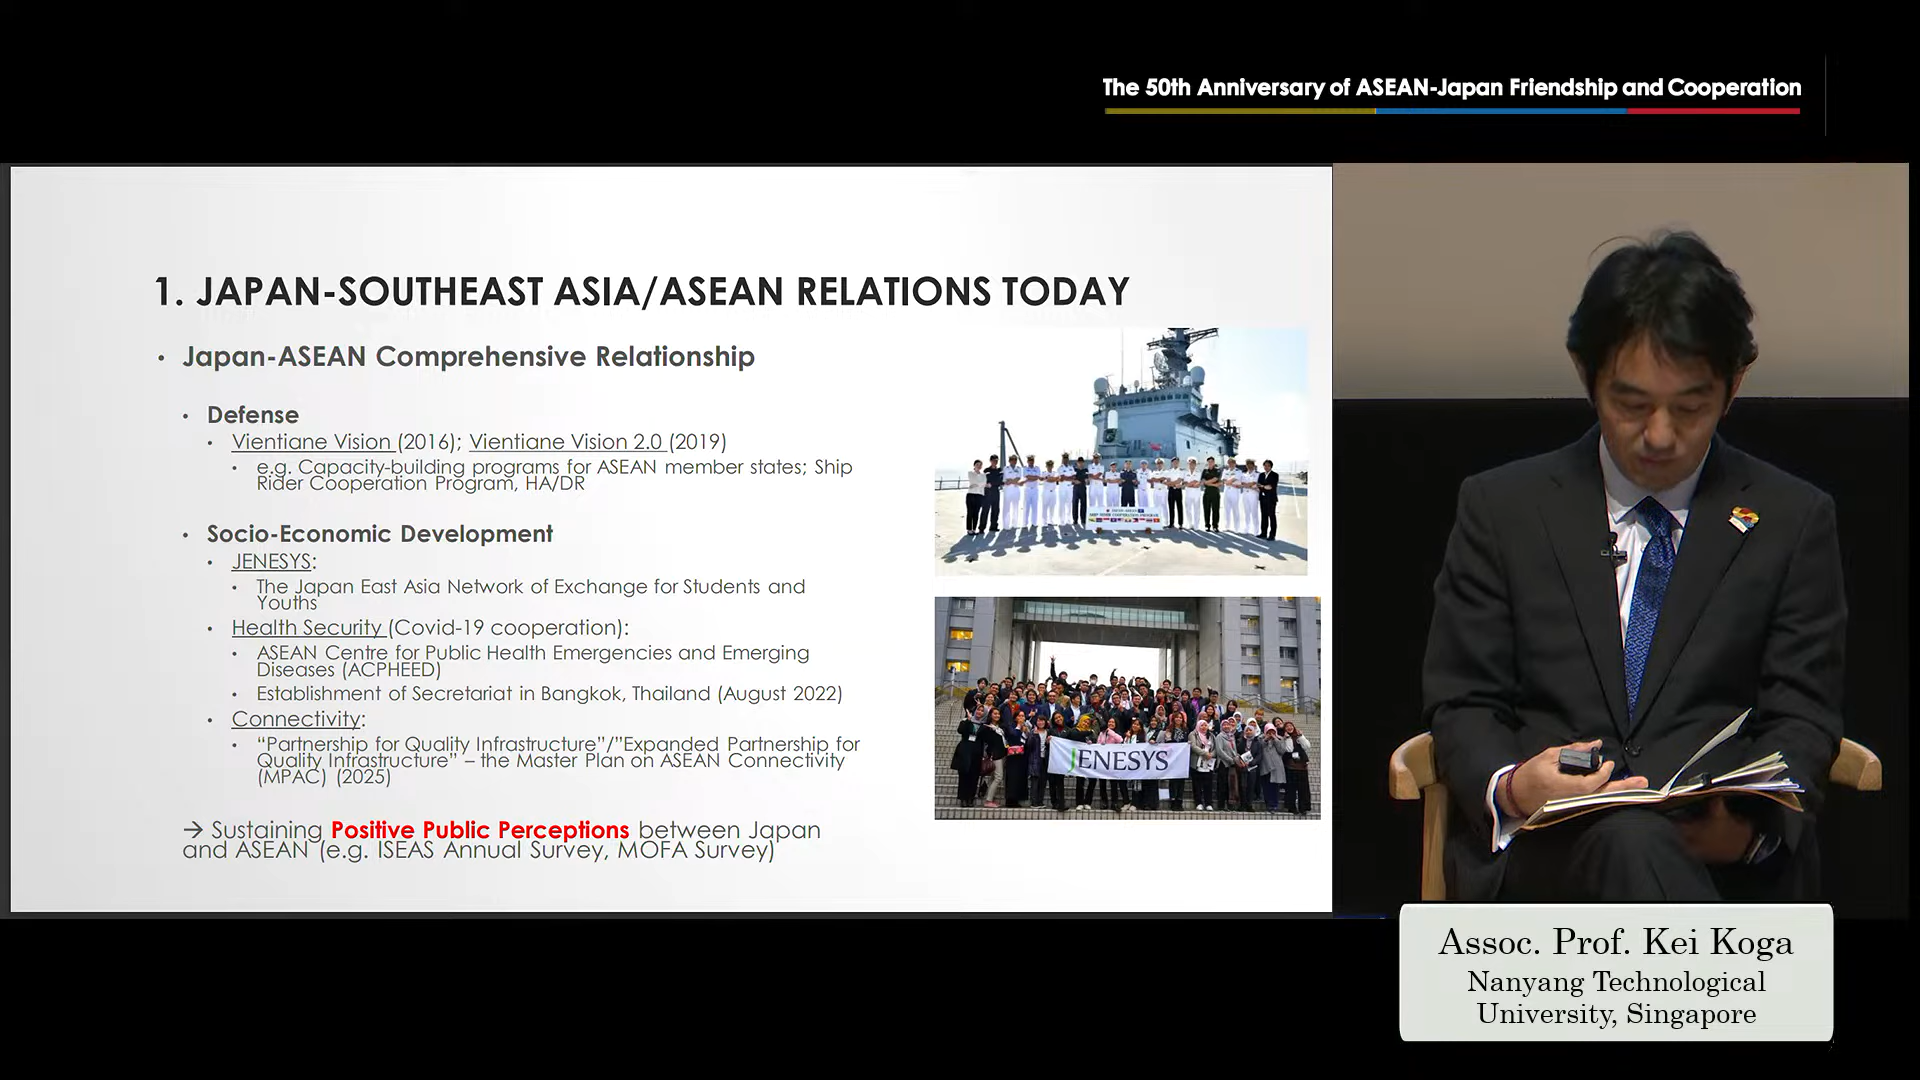 The 50th Anniversary of ASEAN-Japan Friendship and Cooperation
1. JAPAN-SOUTHEAST ASIA/ASEAN RELATIONS TODAY
• Japan-ASEAN Comprehensive Relationship
• Defense
• Vientiane Vision (2016); Vientiane Vision 2.0 (2019)
• e.g. Capacity-building programs for ASEAN member states; Ship
Rider Cooperation Program, HA/DR
• Socio-Economic Development
• JENESYS:
• The Japan East Asia Network of Exchange for Students and
Youths
• Health Security (Covid-19 cooperation):
• ASEAN Centre for Public Health Emergencies and Emerging
Diseases (ACPHEED)
• Establishment of Secretariat in Bangkok, Thailand (August 2022)
• Connectivity:
• “Partnership for Quality Infrastructure”/”Expanded Partnership for
Quality Infrastructure” – the Master Plan on ASEAN Connectivity
(MPAC) (2025)
→ Sustaining Positive Public Perceptions between Japan
and ASEAN (e.g. ISEAS Annual Survey, MOFA Survey)
SHIP RIDER COOPERATION PROGRAM
JENESYS
Assoc. Prof. Kei Koga
Nanyang Technological
University, Singapore